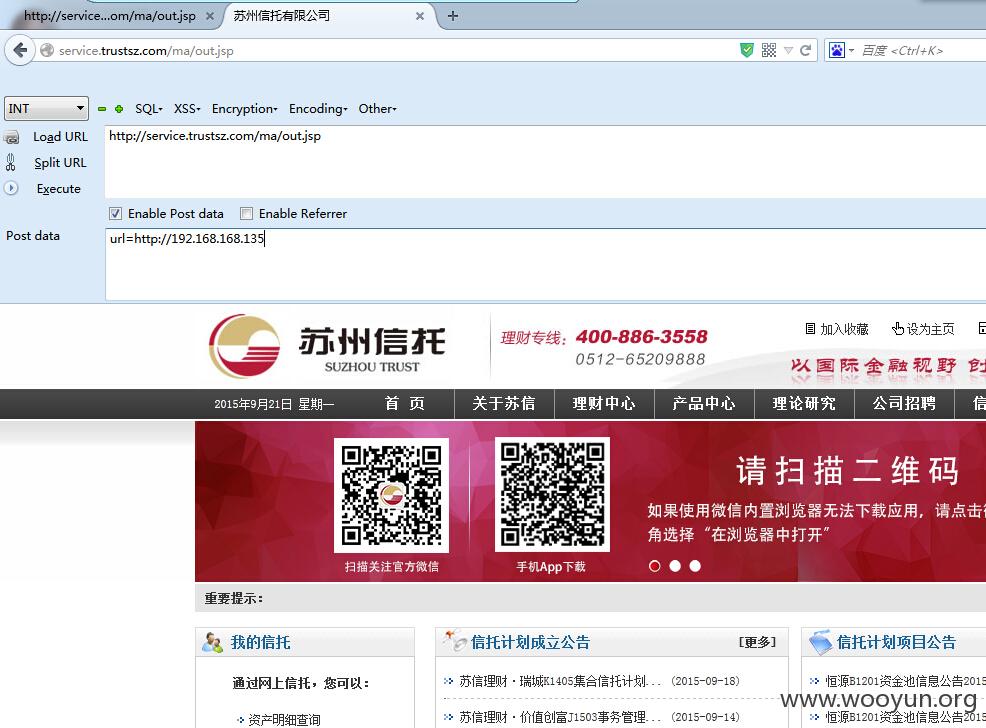 http://service...om/ma/out.jsp × 苏州信托有限公司 × +
service.trustsz.com/ma/out.jsp 百度 <Ctrl+K>
INT SQL- XSS- Encryption- Encoding- Other-
Load URL http://service.trustsz.com/ma/out.jsp
Split URL
Execute
Enable Post data Enable Referrer
Post data url=http://192.168.168.135
苏州信托
SUZHOU TRUST
理财专线: 400-886-3558
0512-65209888
加入收藏 设为主页
以国际金融视野
2015年9月21日 星期一 首 页 关于苏信 理财中心 产品中心 理论研究 公司招聘 信
请扫描二维码
如果使用微信内置浏览器无法下载应用，请点击
角选择“在浏览器中打开”
扫描关注官方微信 手机App下载
重要提示：
我的信托 信托计划成立公告 [更多] 信托计划项目公告
通过网上信托，您可以：
资产明细查询
苏信理财·瑞城K1405集合信托计划... (2015-09-18)
苏信理财·价值创富J1503事务管理... (2015-09-14)
恒源B1201资金池信息公告2015
恒源B1201资金池信息公告2015
www.wooyun.org